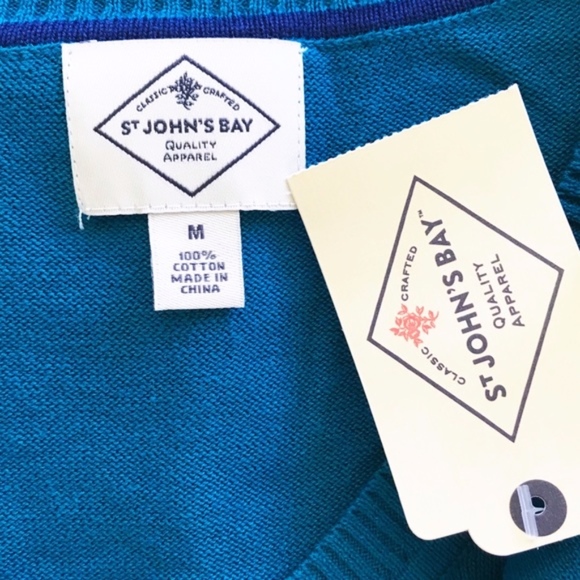 CLASSIC CRAFTED
ST JOHN'S BAY
QUALITY
APPAREL
M
100%
COTTON
MADE IN
CHINA
CLASSIC CRAFTED
ST JOHN'S BAY™
QUALITY
APPAREL